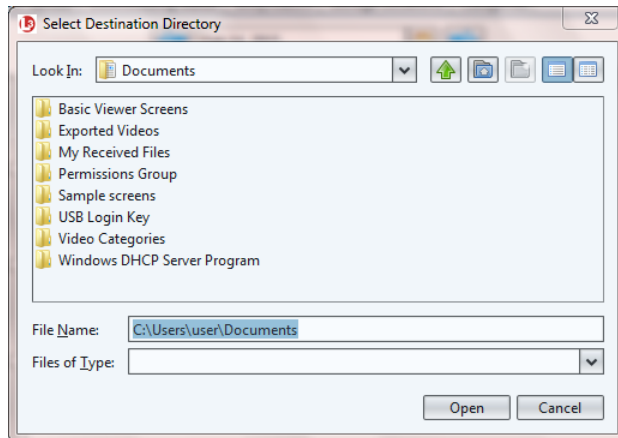 Select Destination Directory
Look In: Documents
Basic Viewer Screens
Exported Videos
My Received Files
Permissions Group
Sample screens
USB Login Key
Video Categories
Windows DHCP Server Program
File Name: C:\Users\user\Documents
Files of Type:
Open Cancel